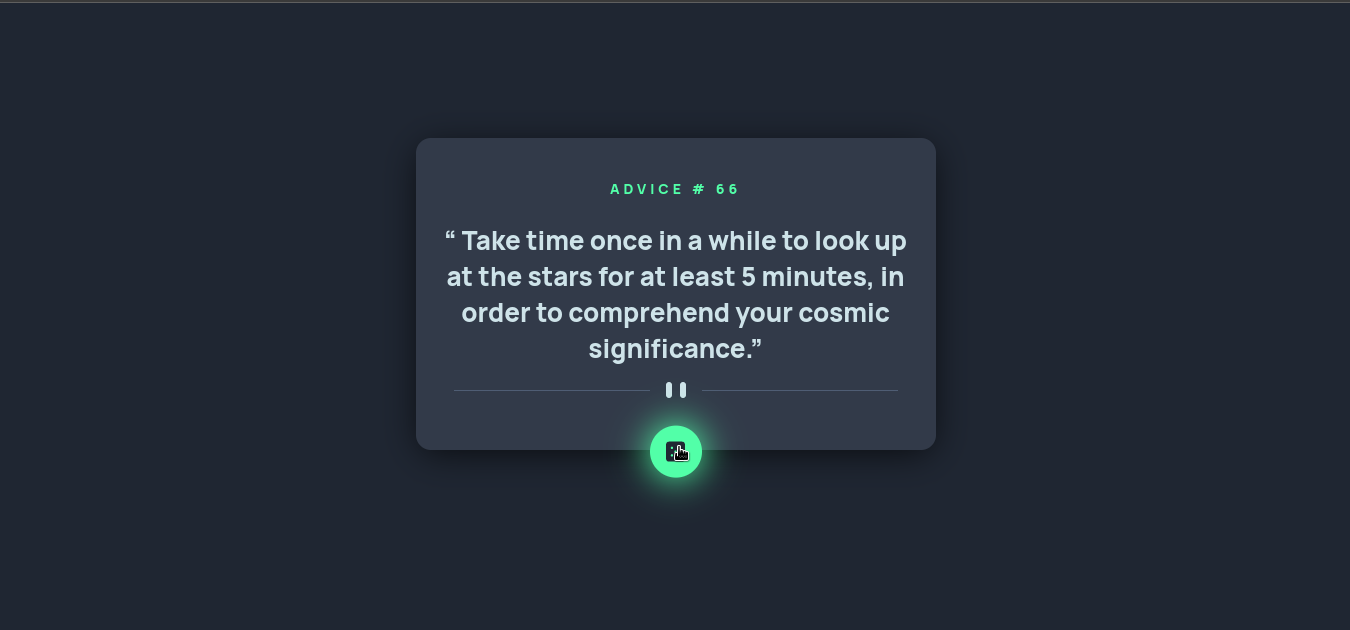 ADVICE # 66
“ Take time once in a while to look up
at the stars for at least 5 minutes, in
order to comprehend your cosmic
significance.”